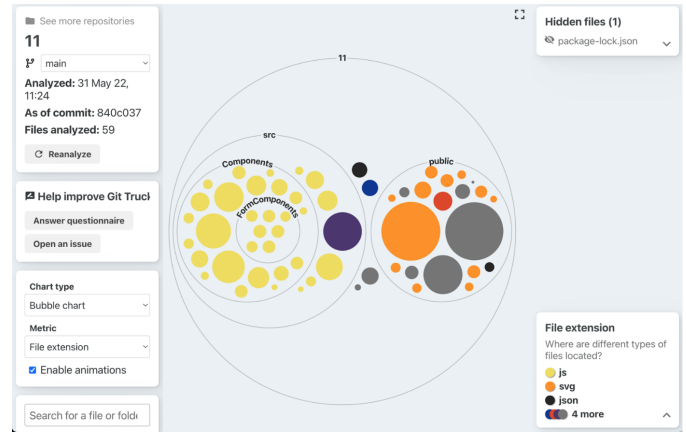 See more repositories
11
main
Analyzed: 31 May 22,
11:24
As of commit: 840c037
Files analyzed: 59
Reanalyze
Help improve Git Truck
Answer questionnaire
Open an issue
Chart type
Bubble chart
Metric
File extension
Enable animations
Search for a file or folde
11
src
Components
FormComponents
public
Hidden files (1)
package-lock.json
File extension
Where are different types of
files located?
js
svg
json
4 more